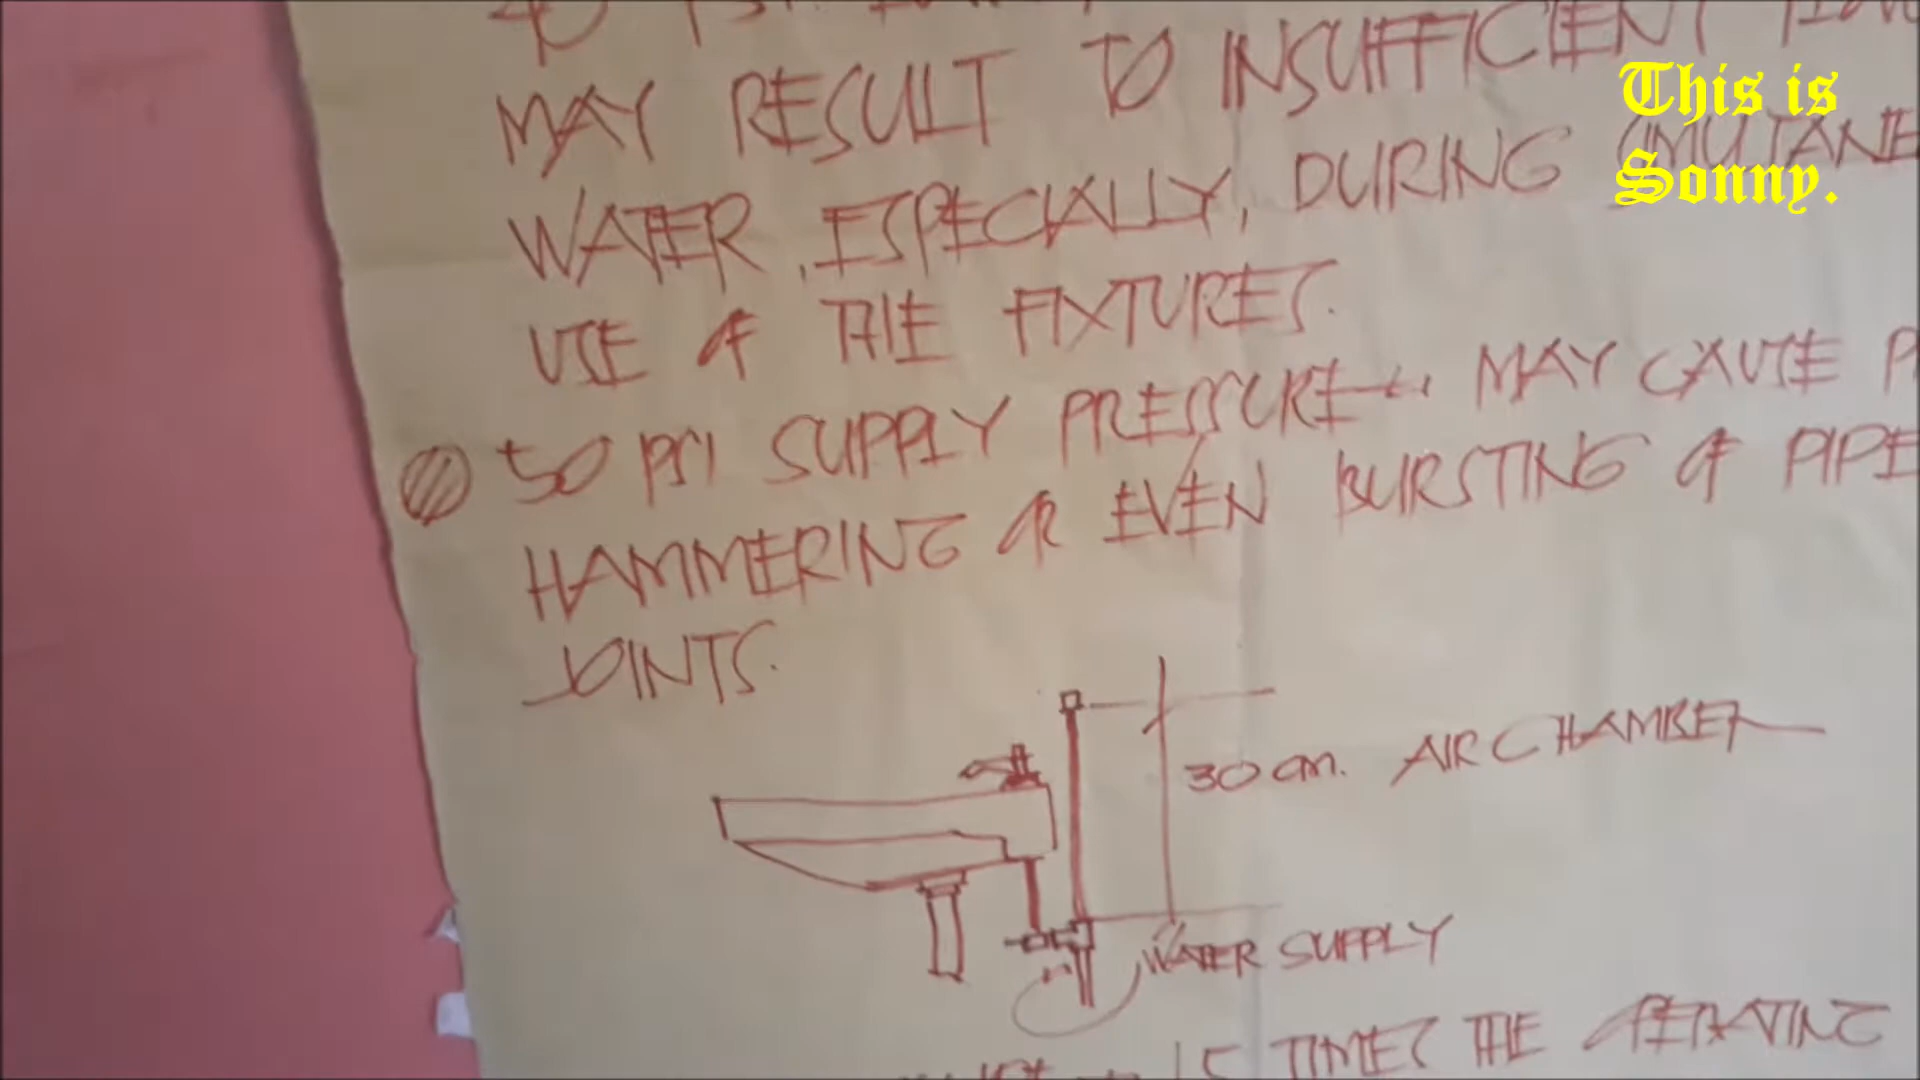 MAY RESULT TO INSUFFICIENT
WATER, ESPECIALLY, DURING
USE OF THE FIXTURES.
50 PSI SUPPLY PRESSURE MAY CAUSE
HAMMERING OR EVEN BURSTING OF PIPE
JOINTS.
30 cm. AIR CHAMBER
WATER SUPPLY
TIMES THE OPERATING
This is
Sonny.